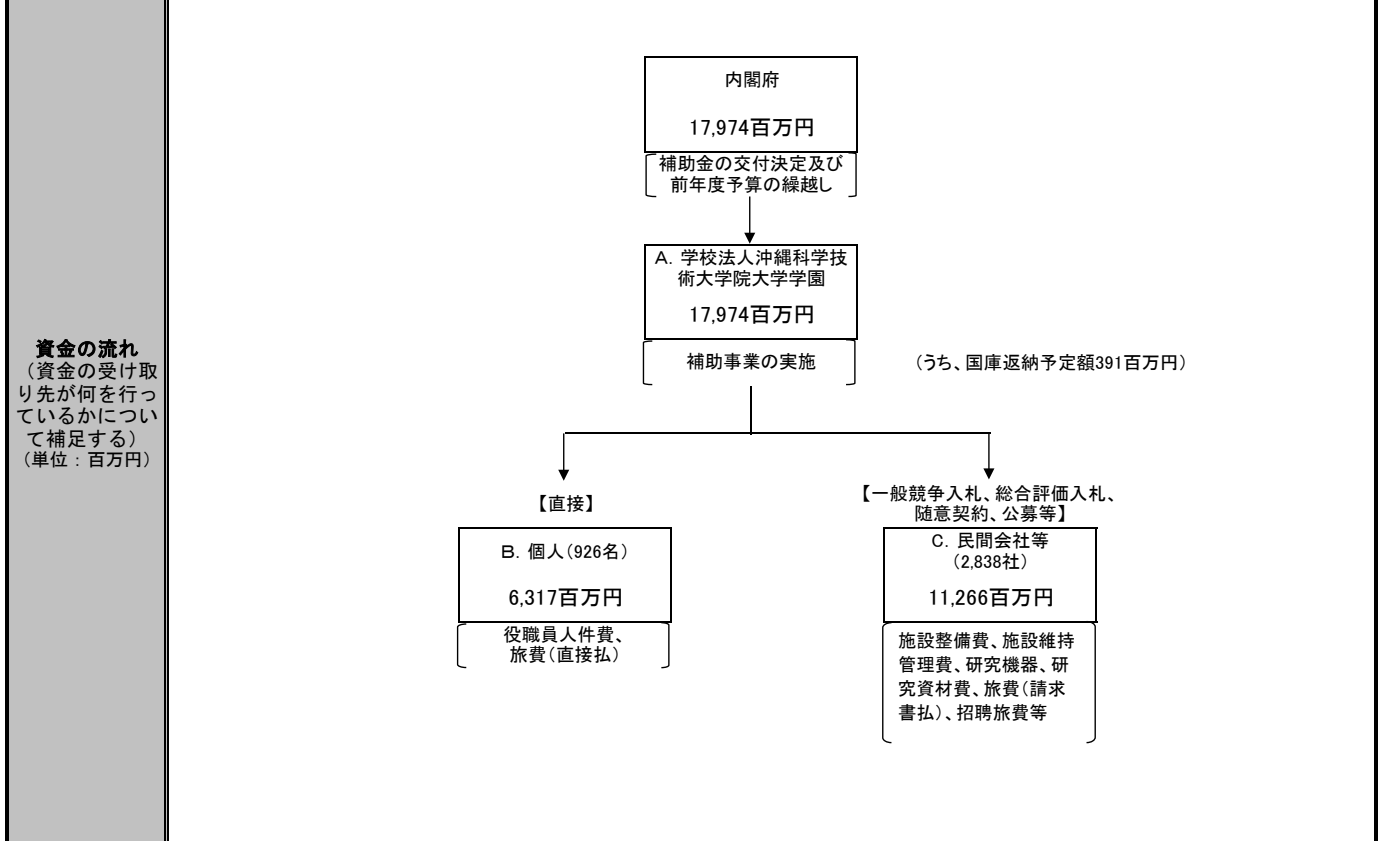 資金の流れ
（資金の受け取
り先が何を行っ
ているかについ
て補足する）
（単位：百万円）
内閣府
17,974百万円
補助金の交付決定及び
前年度予算の繰越し
A．学校法人沖縄科学技
術大学院大学学園
17,974百万円
補助事業の実施
（うち、国庫返納予定額391百万円）
【直接】
B．個人（926名）
6,317百万円
役職員人件費、
旅費（直接払）
【一般競争入札、総合評価入札、
随意契約、公募等】
C．民間会社等
（2,838社）
11,266百万円
施設整備費、施設維持
管理費、研究機器、研
究資材費、旅費（請求
書払）、招聘旅費等